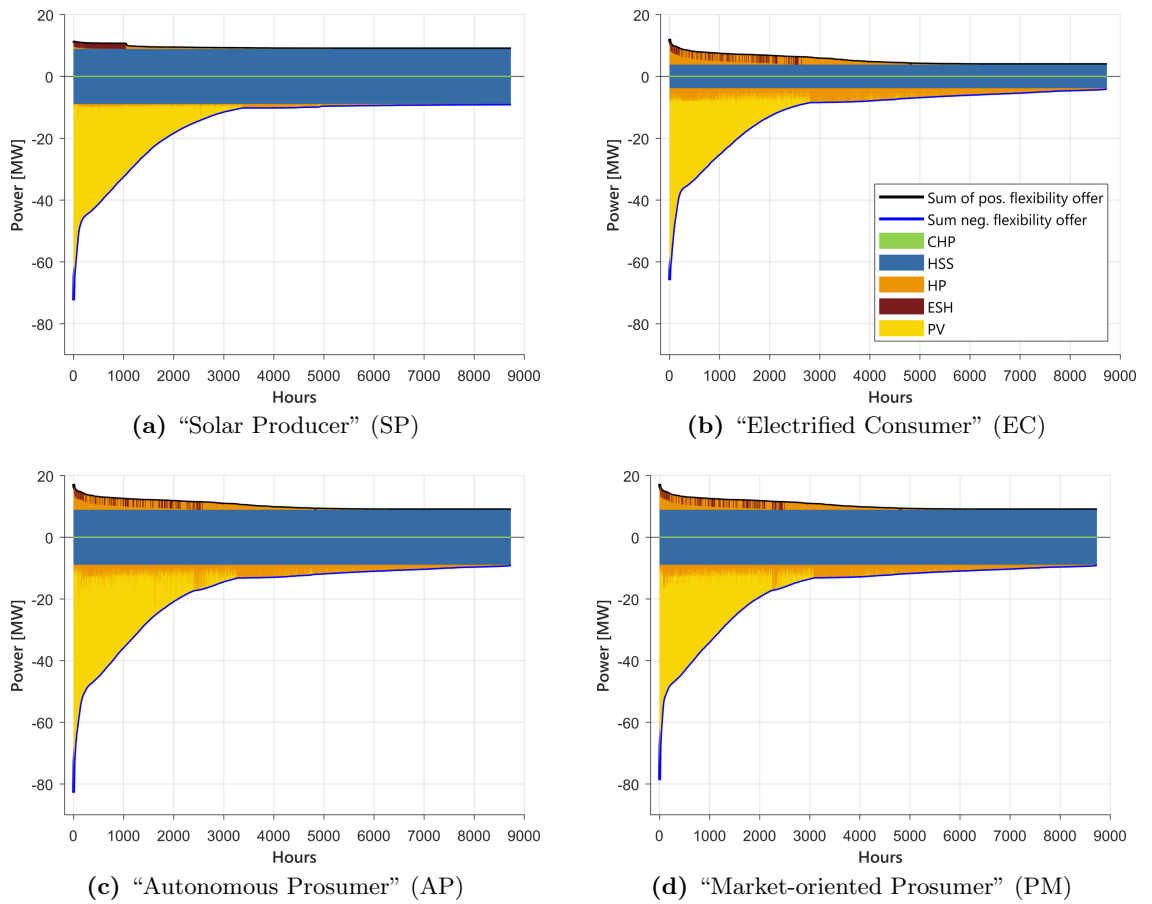 20
0
-20
-40
-60
-80
Power [MW]
0 1000 2000 3000 4000 5000 6000 7000 8000 9000
Hours
(a) “Solar Producer” (SP)
20
0
-20
-40
-60
-80
Power [MW]
Sum of pos. flexibility offer
Sum neg. flexibility offer
CHP
HSS
HP
ESH
PV
0 1000 2000 3000 4000 5000 6000 7000 8000 9000
Hours
(b) “Electrified Consumer” (EC)
20
0
-20
-40
-60
-80
Power [MW]
0 1000 2000 3000 4000 5000 6000 7000 8000 9000
Hours
(c) “Autonomous Prosumer” (AP)
20
0
-20
-40
-60
-80
Power [MW]
0 1000 2000 3000 4000 5000 6000 7000 8000 9000
Hours
(d) “Market-oriented Prosumer” (PM)